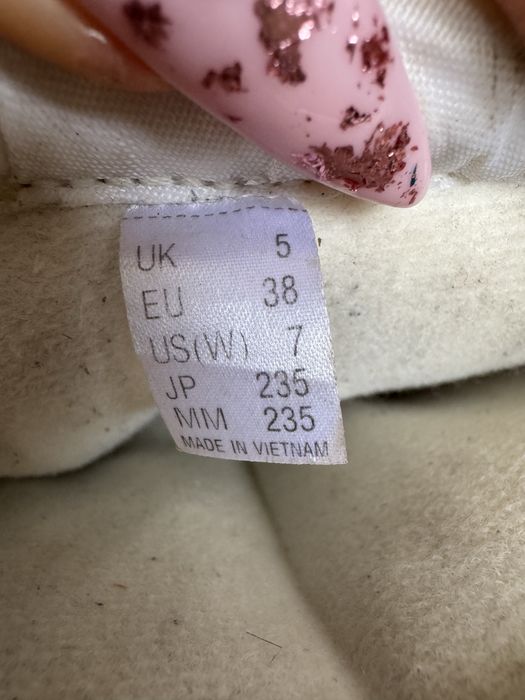 UK 5
EU 38
US(W) 7
JP 235
MM 235
MADE IN VIETNAM